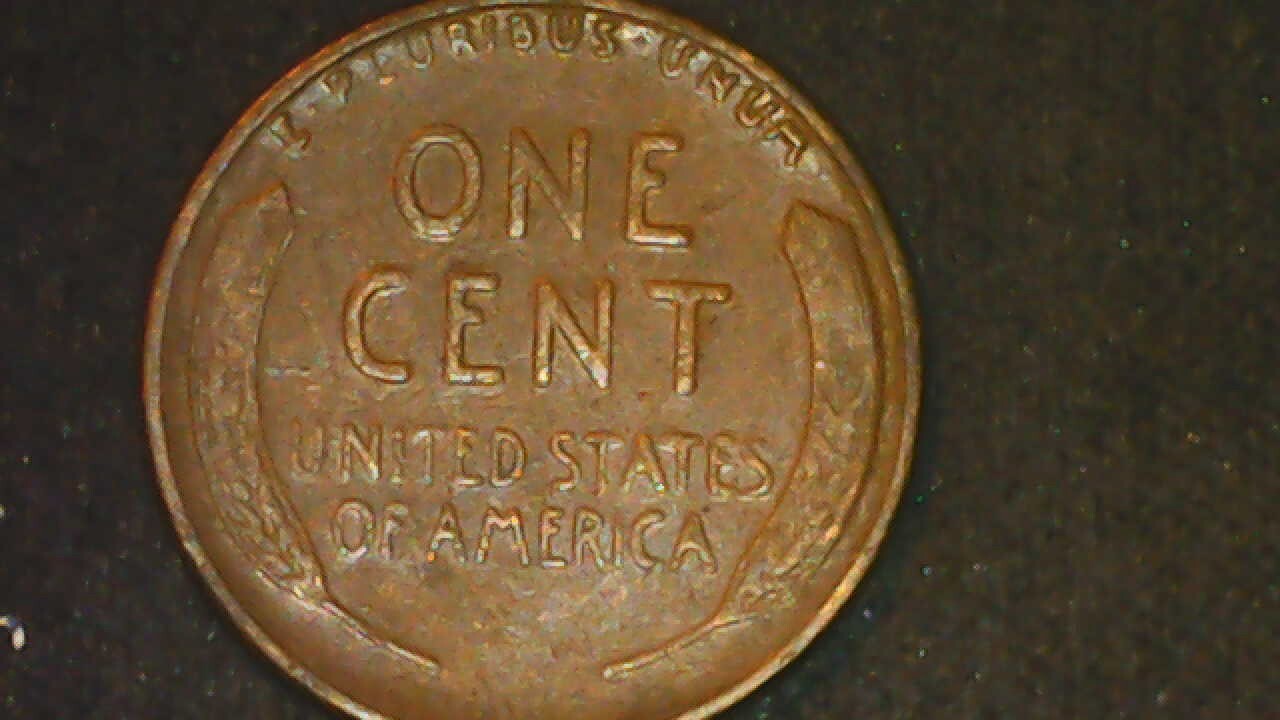 E·PLURIBUS·UNUM
ONE
CENT
UNITED STATES
OF AMERICA